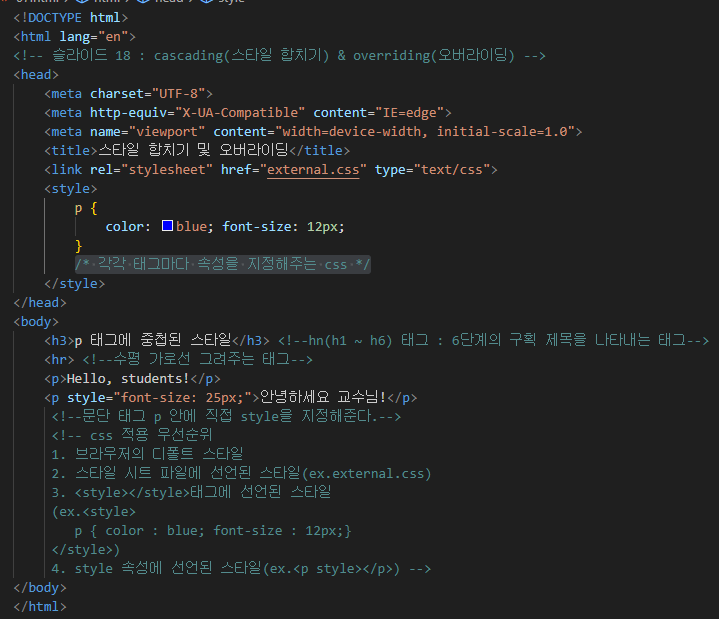 <!DOCTYPE html>
<html lang="en">
<!-- 슬라이드 18 : cascading(스타일 합치기) & overriding(오버라이딩) -->
<head>
    <meta charset="UTF-8">
    <meta http-equiv="X-UA-Compatible" content="IE=edge">
    <meta name="viewport" content="width=device-width, initial-scale=1.0">
    <title>스타일 합치기 및 오버라이딩</title>
    <link rel="stylesheet" href="external.css" type="text/css">
    <style>
        p {
            color: blue; font-size: 12px;
        }
        /* 각각 태그마다 속성을 지정해주는 css */
    </style>
</head>
<body>
    <h3>p 태그에 중첩된 스타일</h3> <!--hn(h1 ~ h6) 태그 : 6단계의 구획 제목을 나타내는 태그-->
    <hr> <!--수평 가로선 그려주는 태그-->
    <p>Hello, students!</p>
    <p style="font-size: 25px;">안녕하세요 교수님!</p>
     <!--문단 태그 p 안에 직접 style을 지정해준다.-->
     <!-- css 적용 우선순위
     1. 브라우저의 디폴트 스타일
     2. 스타일 시트 파일에 선언된 스타일(ex.external.css)
     3. <style></style>태그에 선언된 스타일
     (ex.<style>
        p { color : blue; font-size : 12px;}
     </style>)
     4. style 속성에 선언된 스타일(ex.<p style></p>) -->
</body>
</html>